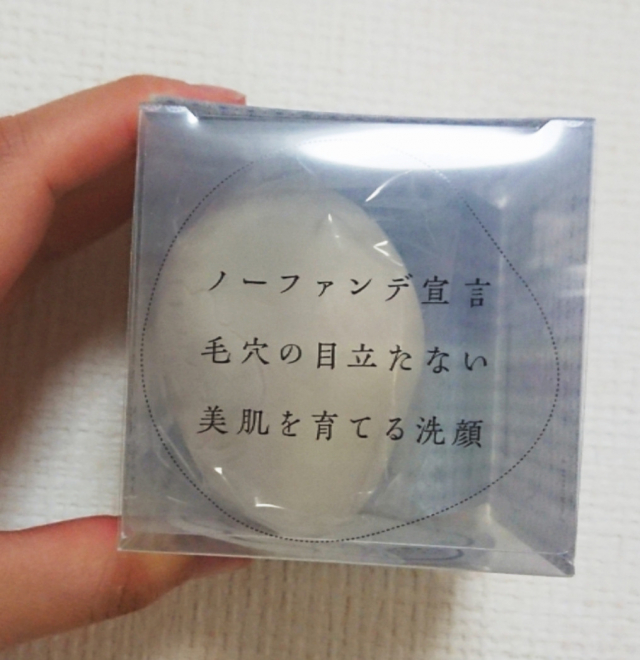 ノーファンデ宣言
毛穴の目立たない
美肌を育てる洗顔